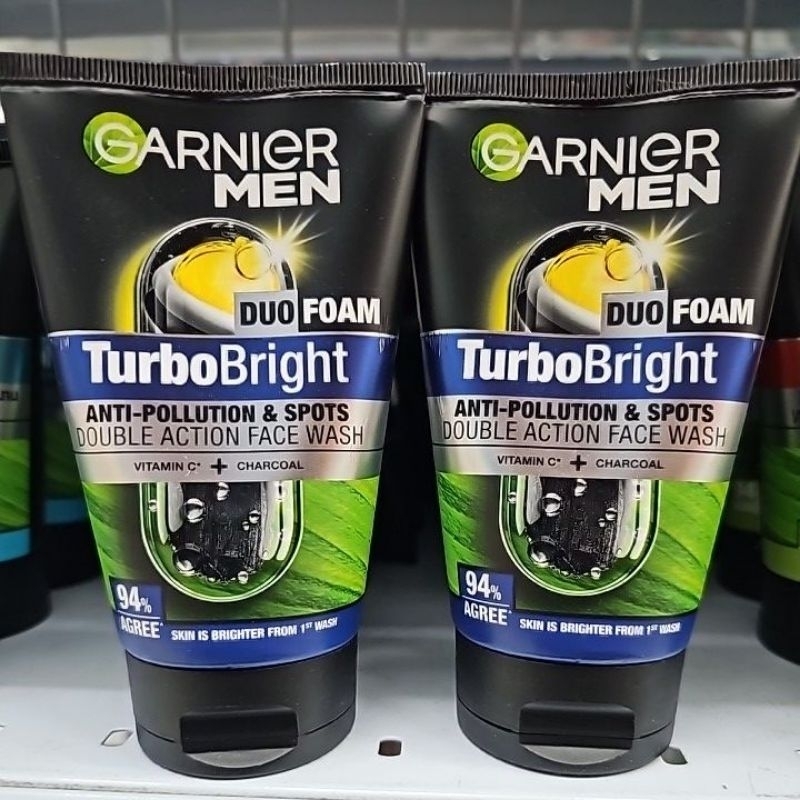 GARNIER
MEN
DUO FOAM
TurboBright
ANTI-POLLUTION & SPOTS
DOUBLE ACTION FACE WASH
VITAMIN C* + CHARCOAL
94%
AGREE^
SKIN IS BRIGHTER FROM 1ST WASH
GARNIER
MEN
DUO FOAM
TurboBright
ANTI-POLLUTION & SPOTS
DOUBLE ACTION FACE WASH
VITAMIN C* + CHARCOAL
94%
AGREE^
SKIN IS BRIGHTER FROM 1ST WASH